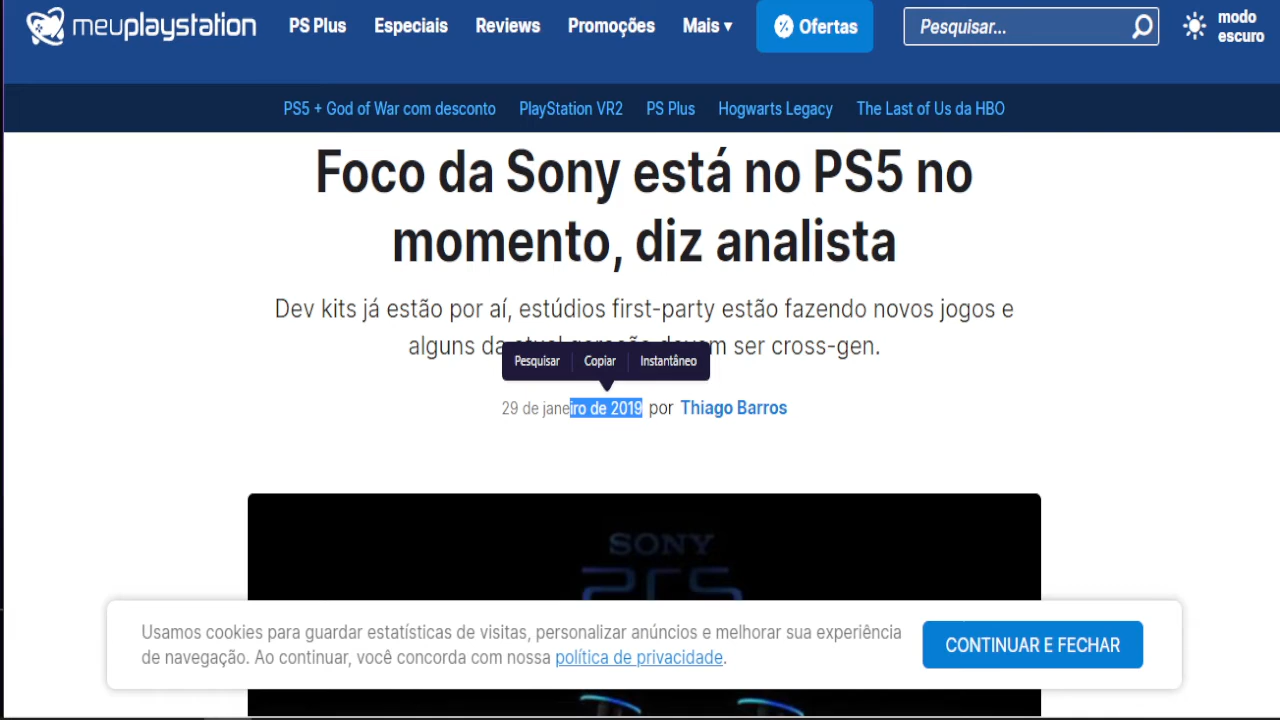 meuplaystation PS Plus Especiais Reviews Promoções Mais ▾ Ofertas Pesquisar... modo escuro
PS5 + God of War com desconto PlayStation VR2 PS Plus Hogwarts Legacy The Last of Us da HBO
Foco da Sony está no PS5 no
momento, diz analista
Dev kits já estão por aí, estúdios first-party estão fazendo novos jogos e
alguns da atual geração devem ser cross-gen.
Pesquisar Copiar Instantâneo
29 de janeiro de 2019 por Thiago Barros
SONY
PS5
Usamos cookies para guardar estatísticas de visitas, personalizar anúncios e melhorar sua experiência
de navegação. Ao continuar, você concorda com nossa política de privacidade.
CONTINUAR E FECHAR